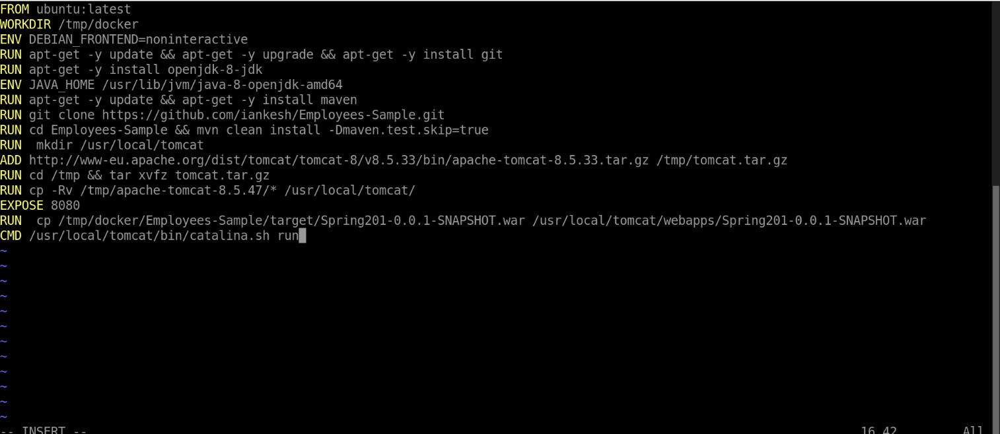 FROM ubuntu:latest
WORKDIR /tmp/docker
ENV DEBIAN_FRONTEND=noninteractive
RUN apt-get -y update && apt-get -y upgrade && apt-get -y install git
RUN apt-get -y install openjdk-8-jdk
ENV JAVA_HOME /usr/lib/jvm/java-8-openjdk-amd64
RUN apt-get -y update && apt-get -y install maven
RUN git clone https://github.com/iankesh/Employees-Sample.git
RUN cd Employees-Sample && mvn clean install -Dmaven.test.skip=true
RUN  mkdir /usr/local/tomcat
ADD http://www-eu.apache.org/dist/tomcat/tomcat-8/v8.5.33/bin/apache-tomcat-8.5.33.tar.gz /tmp/tomcat.tar.gz
RUN cd /tmp && tar xvfz tomcat.tar.gz
RUN cp -Rv /tmp/apache-tomcat-8.5.47/* /usr/local/tomcat/
EXPOSE 8080
RUN  cp /tmp/docker/Employees-Sample/target/Spring201-0.0.1-SNAPSHOT.war /usr/local/tomcat/webapps/Spring201-0.0.1-SNAPSHOT.war
CMD /usr/local/tomcat/bin/catalina.sh run
~
~
~
~
~
~
~
~
~
~
~
~
-- INSERT -- 16,42 All